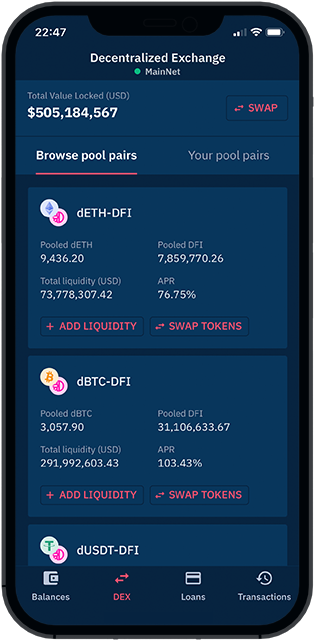 22:47
Decentralized Exchange
MainNet
Total Value Locked (USD)
$505,184,567
SWAP
Browse pool pairs
Your pool pairs
dETH-DFI
Pooled dETH Pooled DFI
9,436.20 7,859,770.26
Total liquidity (USD) APR
73,778,307.42 76.75%
+ ADD LIQUIDITY SWAP TOKENS
dBTC-DFI
Pooled dBTC Pooled DFI
3,057.90 31,106,633.67
Total liquidity (USD) APR
291,992,603.43 103.43%
+ ADD LIQUIDITY SWAP TOKENS
dUSDT-DFI
Balances DEX Loans Transactions